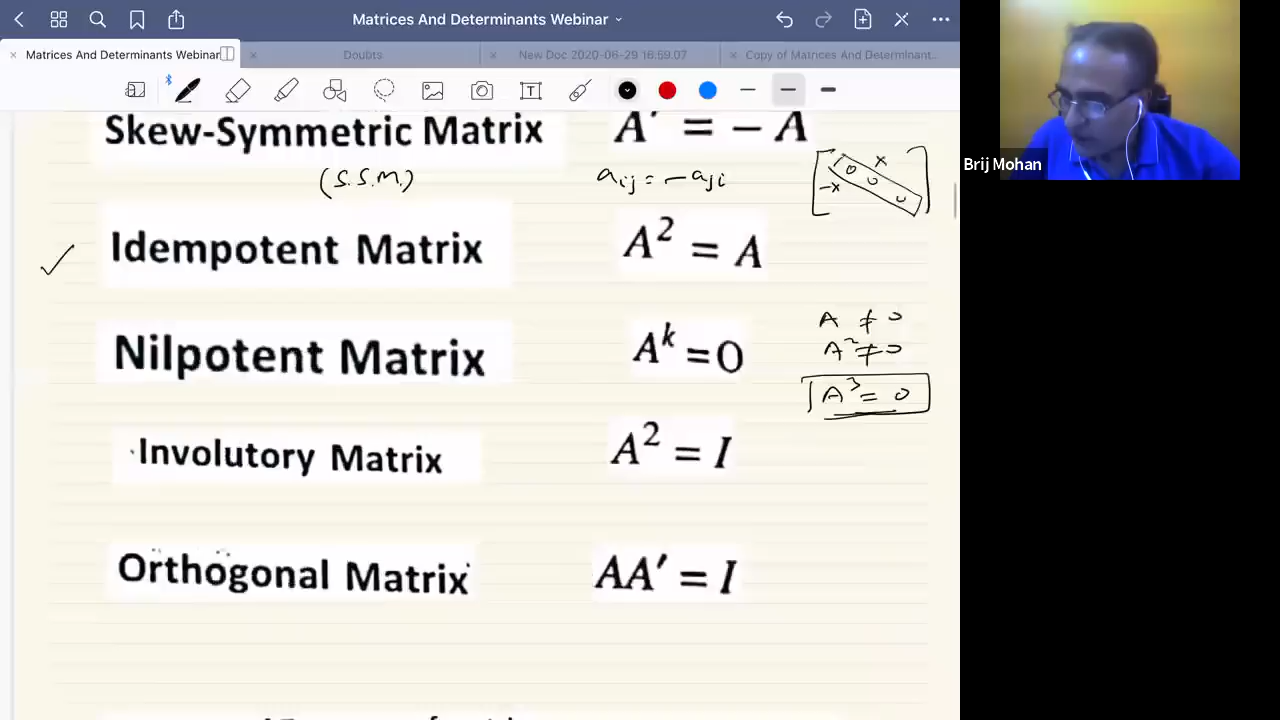 Matrices And Determinants Webinar
Matrices And Determinants Webinar
Doubts
New Doc 2020-06-29 16:59.07
Copy of Matrices And Determinant...
Brij Mohan
Skew-Symmetric Matrix A' = − A
(S.S.M.) aij = −aji
0 x
−x 0
0
Idempotent Matrix A² = A
A ≠ 0
Nilpotent Matrix Aᵏ = O A² ≠ 0
A³ = 0
Involutory Matrix A² = I
Orthogonal Matrix AA′ = I